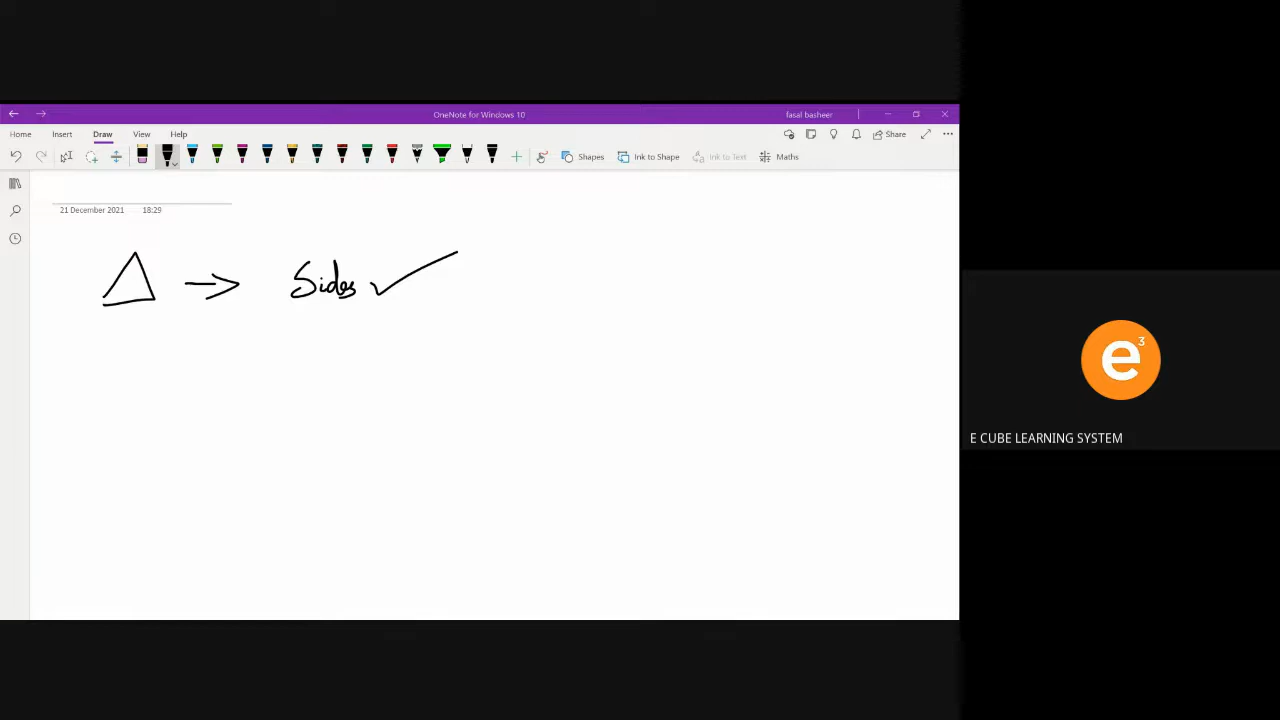 OneNote for Windows 10
fasal basheer
Home Insert Draw View Help
Share
Shapes Ink to Shape Ink to Text Maths
21 December 2021 18:29
Δ → Sides ✓
e³
E CUBE LEARNING SYSTEM